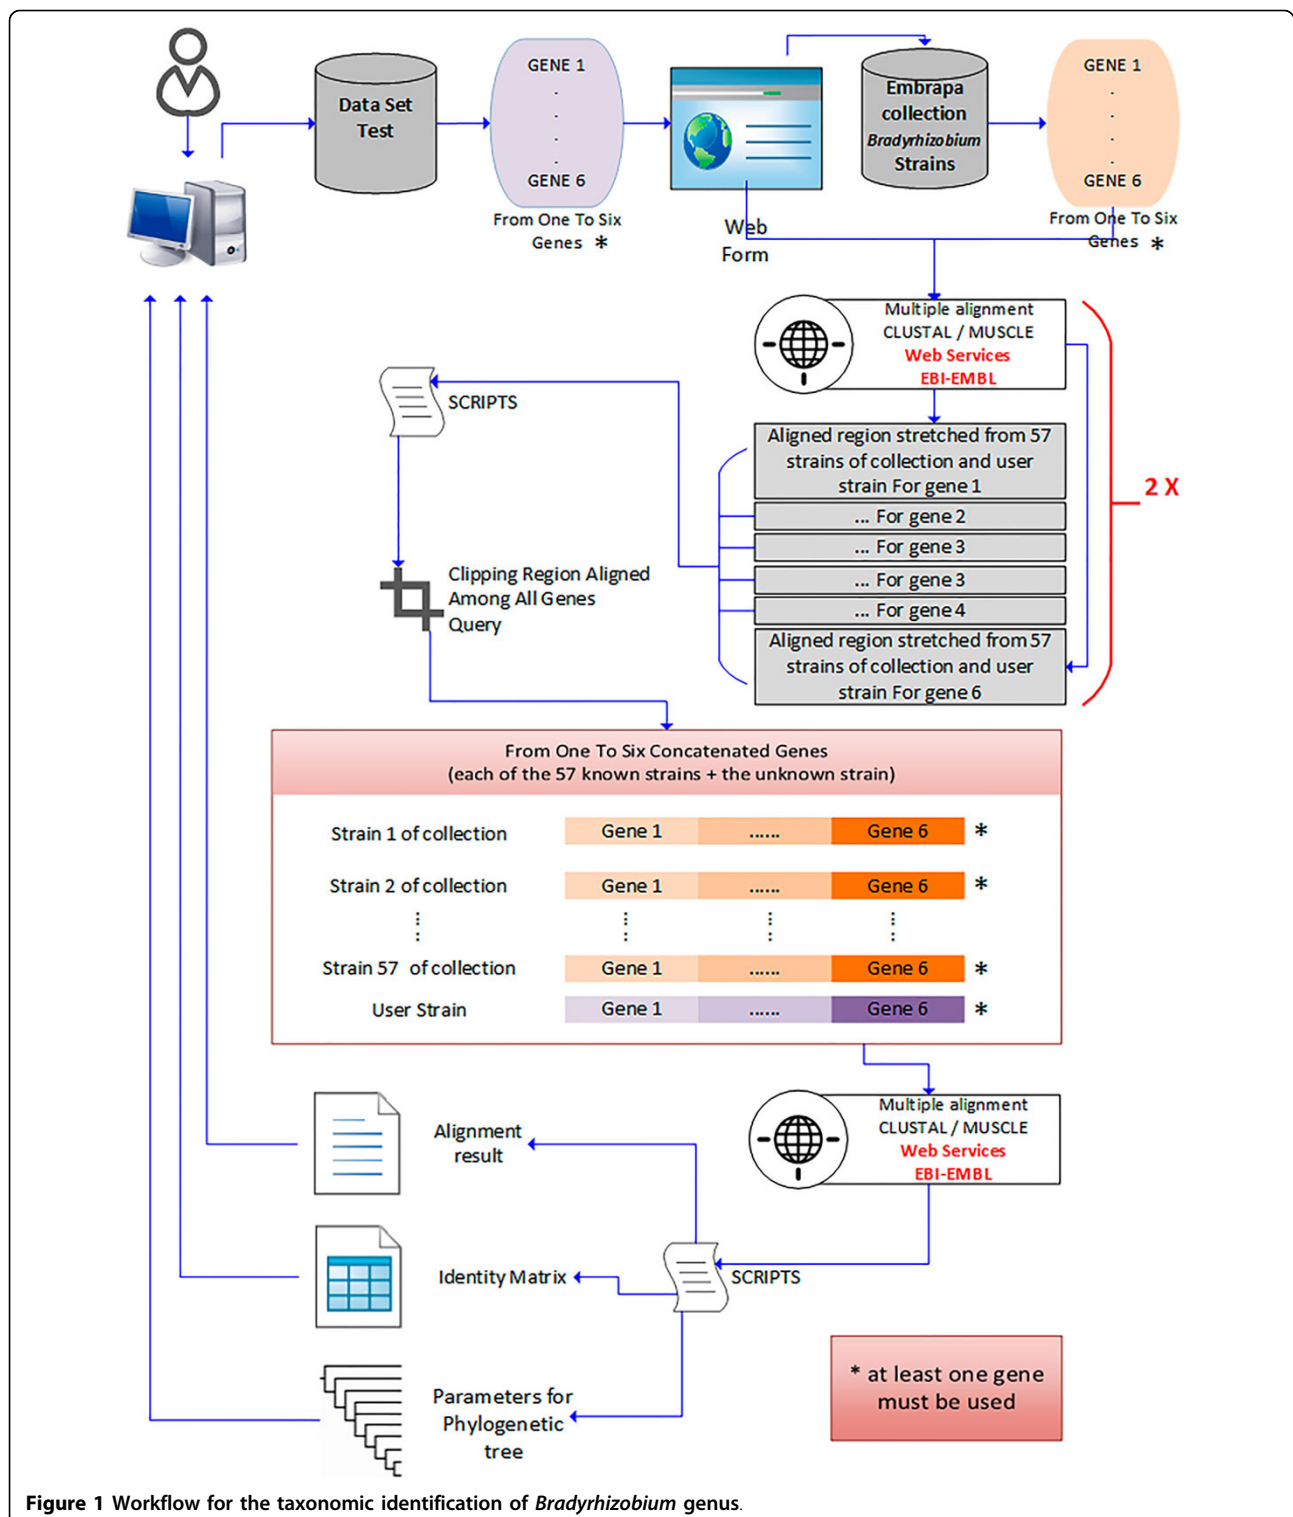 Data Set
Test
GENE 1
.
.
.
.
GENE 6
From One To Six
Genes *
Web
Form
Embrapa
collection
Bradyrhizobium
Strains
GENE 1
.
.
.
.
GENE 6
From One To Six
Genes *
Multiple alignment
CLUSTAL / MUSCLE
Web Services
EBI-EMBL
SCRIPTS
Aligned region stretched from 57
strains of collection and user
strain For gene 1
... For gene 2
... For gene 3
... For gene 3
... For gene 4
Aligned region stretched from 57
strains of collection and user
strain For gene 6
2 X
Clipping Region Aligned
Among All Genes
Query
From One To Six Concatenated Genes
(each of the 57 known strains + the unknown strain)
Strain 1 of collection Gene 1 ...... Gene 6 *
Strain 2 of collection Gene 1 ...... Gene 6 *
Strain 57 of collection Gene 1 ...... Gene 6 *
User Strain Gene 1 ...... Gene 6 *
Multiple alignment
CLUSTAL / MUSCLE
Web Services
EBI-EMBL
Alignment
result
Identity Matrix
SCRIPTS
Parameters for
Phylogenetic
tree
* at least one gene
must be used
Figure 1 Workflow for the taxonomic identification of Bradyrhizobium genus.